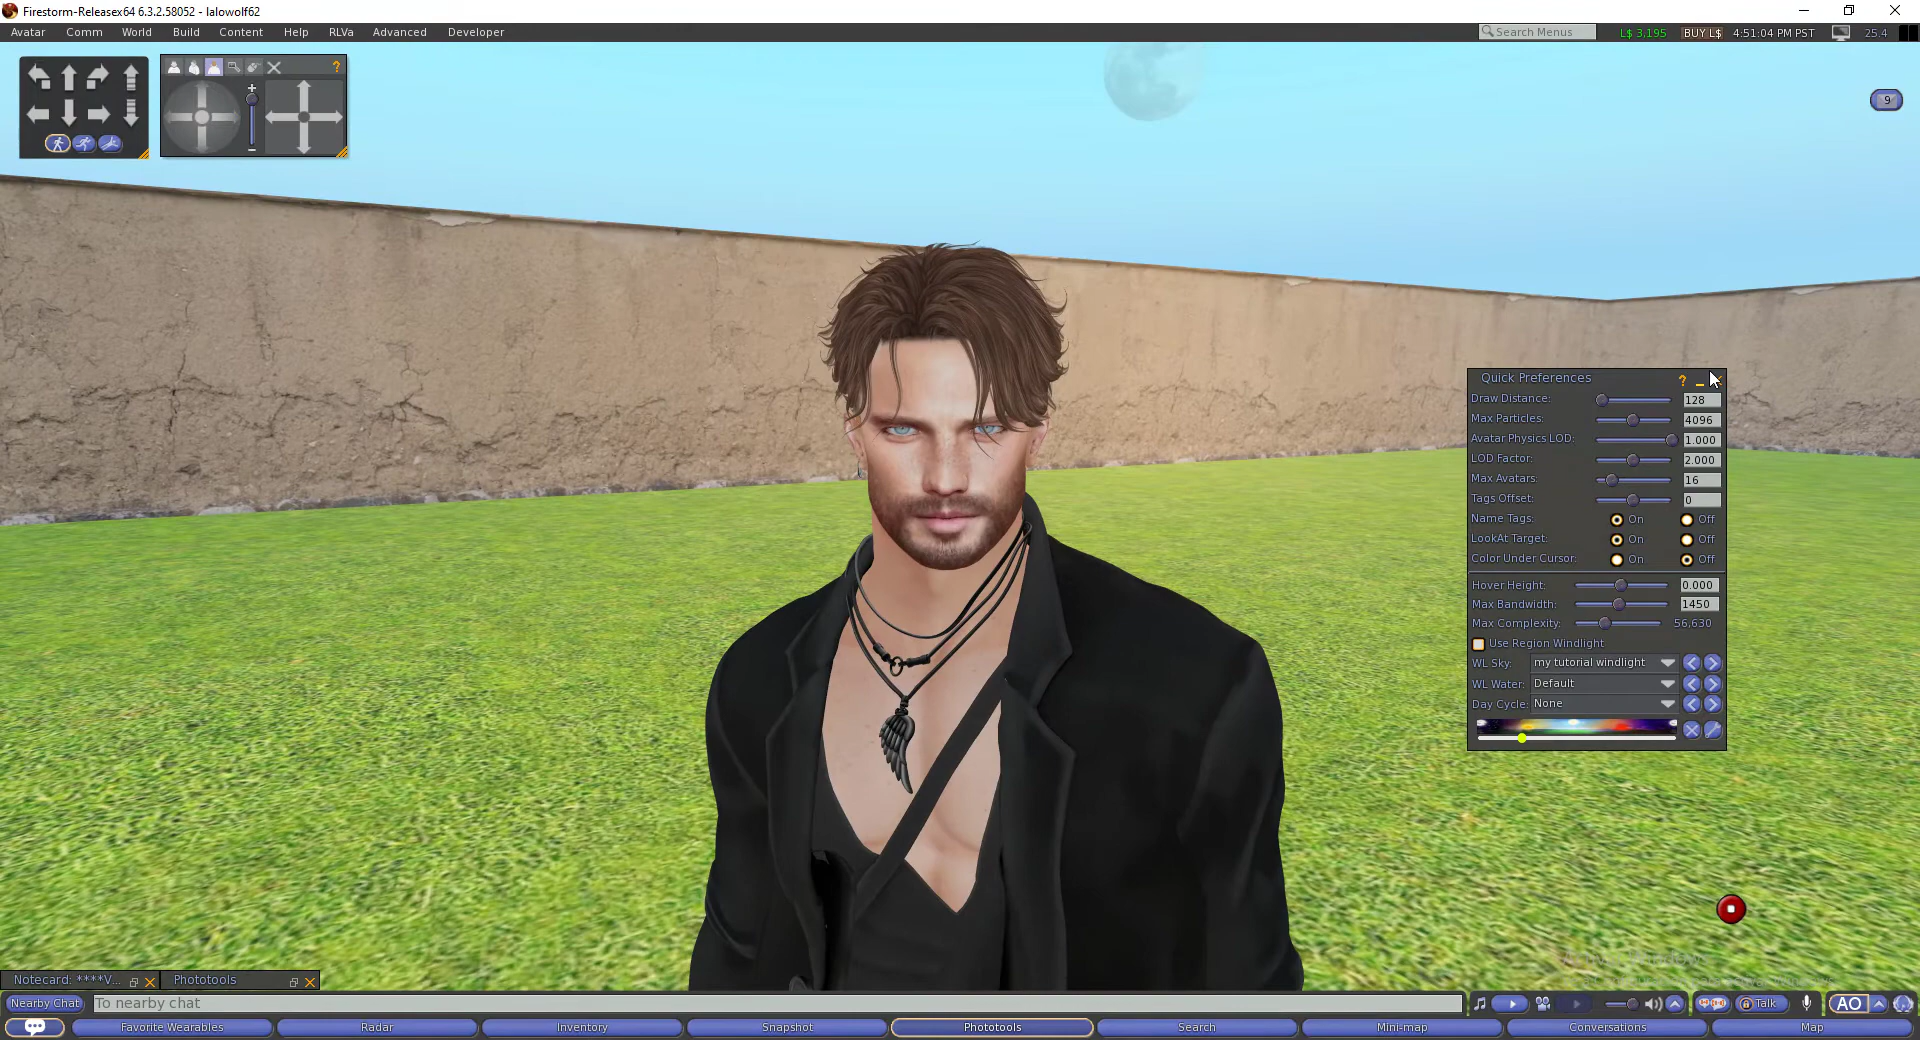 Firestorm-Releasex64 6.3.2.58052 - lalowolf62
Avatar Comm World Build Content Help RLVa Advanced Developer
Search Menus
L$ 3,195 BUY L$ 4:51:04 PM PST 25.4
?
9
Quick Preferences ?
Draw Distance: 128
Max Particles: 4096
Avatar Physics LOD: 1.000
LOD Factor: 2.000
Max Avatars: 16
Tags Offset: 0
Name Tags: On Off
LookAt Target: On Off
Color Under Cursor: On Off
Hover Height: 0.000
Max Bandwidth: 1450
Max Complexity: 56,630
Use Region Windlight
WL Sky: my tutorial windlight
WL Water: Default
Day Cycle: None
Notecard: ****V... Phototools
Nearby Chat To nearby chat Talk AO
Favorite Wearables Radar Inventory Snapshot Phototools Search Mini-map Conversations Map